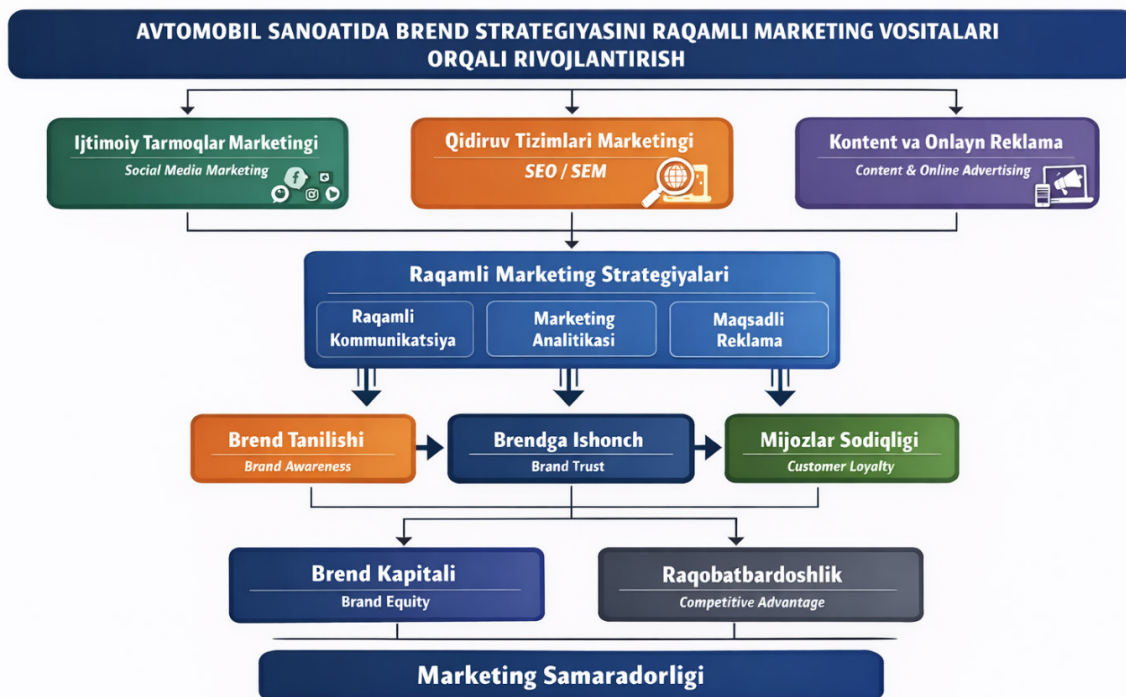 AVTOMOBIL SANOATIDA BREND STRATEGIYASINI RAQAMLI MARKETING VOSITALARI
ORQALI RIVOJLANTIRISH
Ijtimoiy Tarmoqlar Marketingi
Social Media Marketing
Qidiruv Tizimlari Marketingi
SEO / SEM
Kontent va Onlayn Reklama
Content & Online Advertising
Raqamli Marketing Strategiyalari
Raqamli
Kommunikatsiya
Marketing
Analitikasi
Maqsadli
Reklama
Brend Tanilishi
Brand Awareness
Brendga Ishonch
Brand Trust
Mijozlar Sodiqligi
Customer Loyalty
Brend Kapitali
Brand Equity
Raqobatbardoshlik
Competitive Advantage
Marketing Samaradorligi